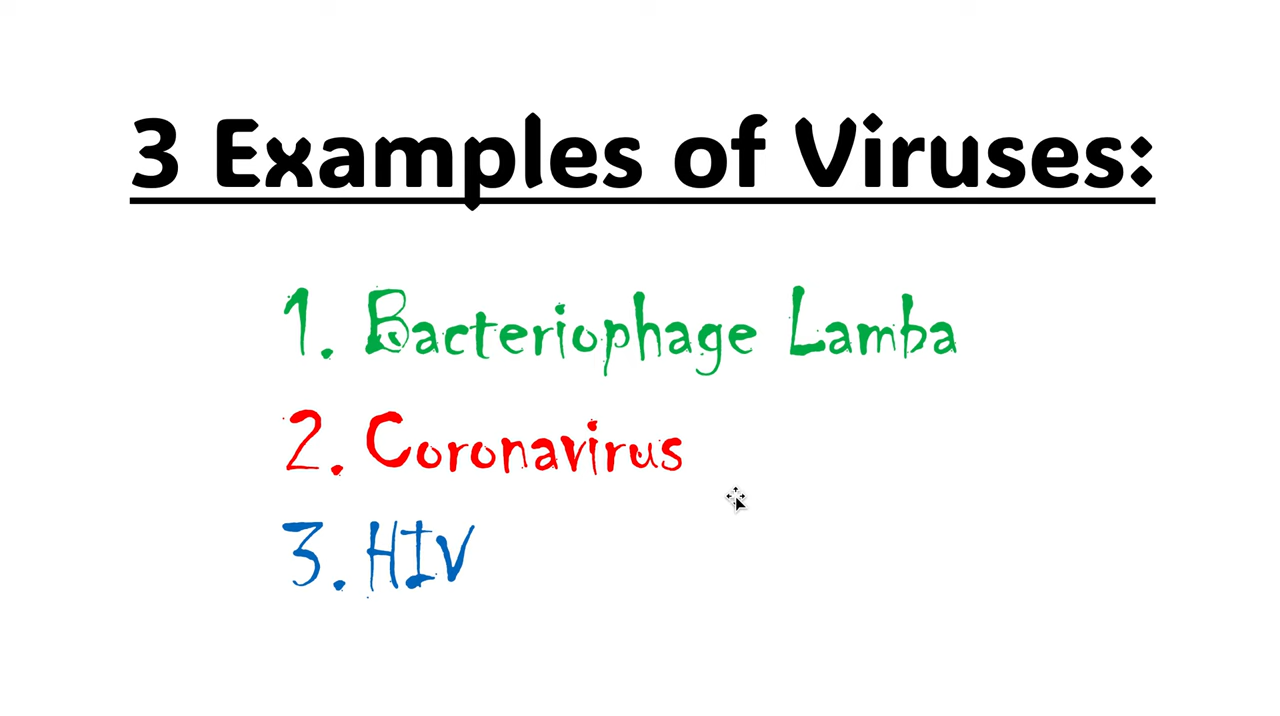 3 Examples of Viruses:
1. Bacteriophage Lamba
2. Coronavirus
3. HIV